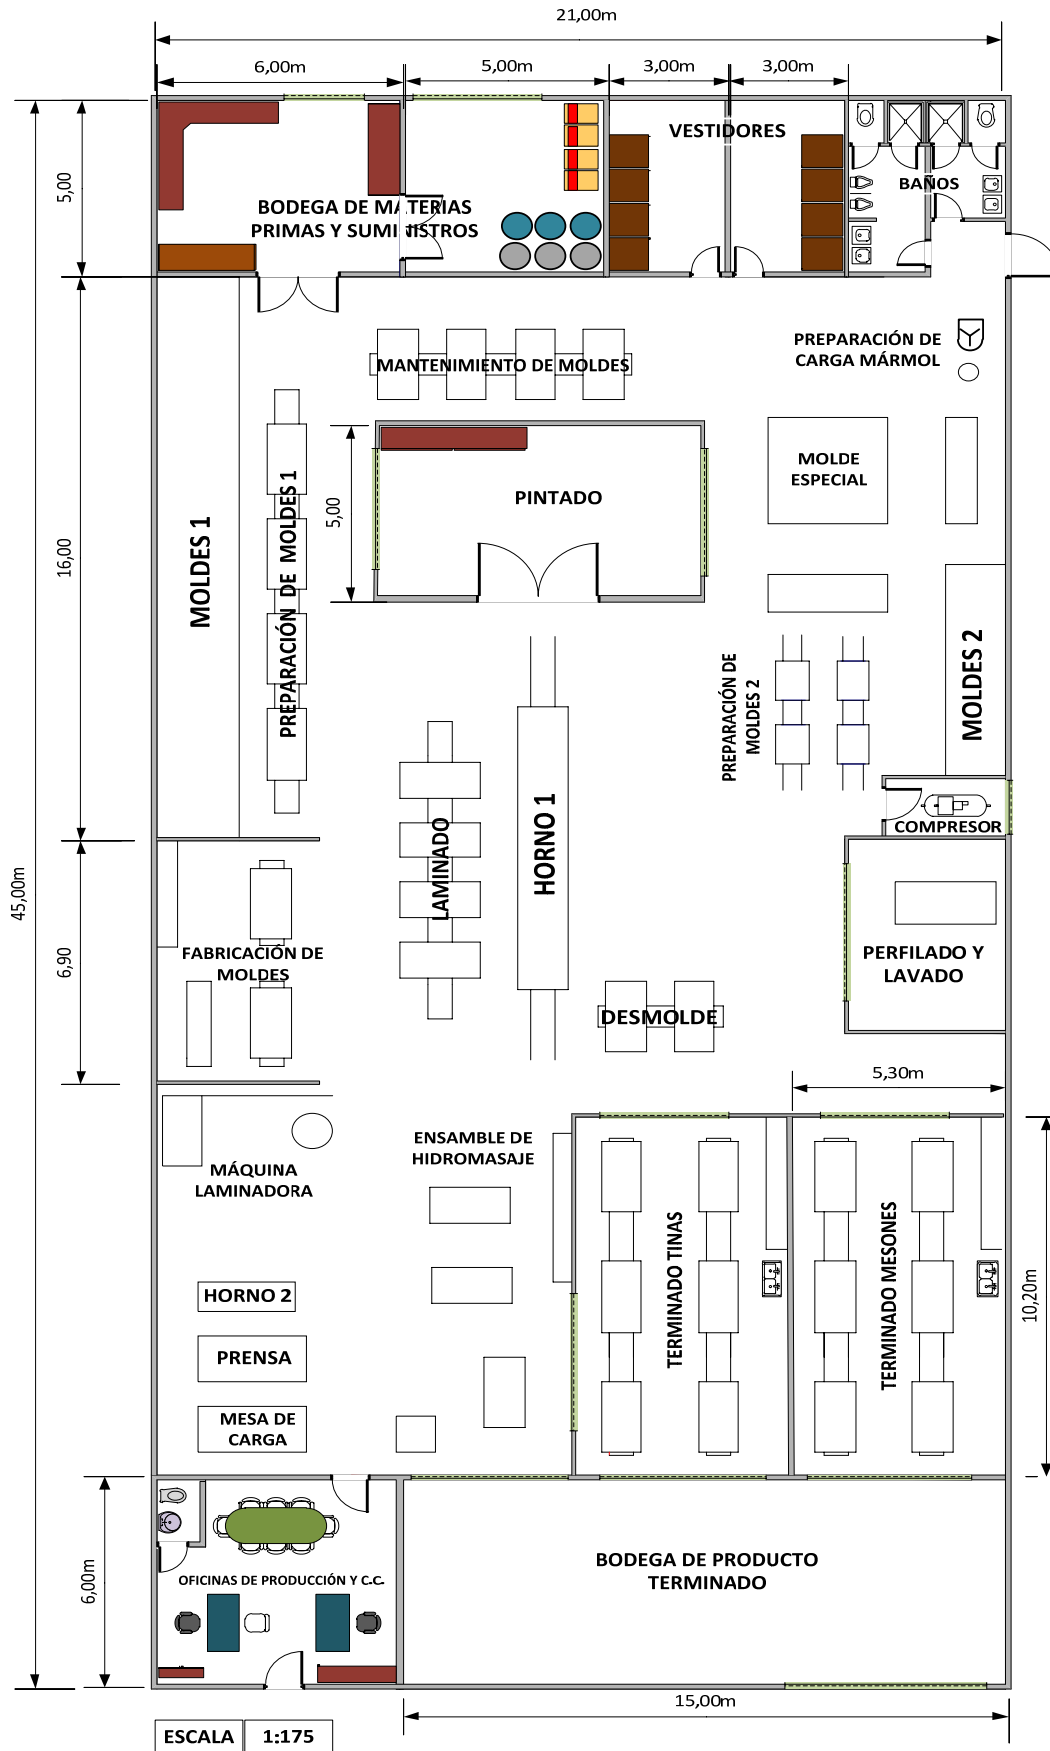 21,00m
6,00m
5,00m
3,00m
3,00m
5,00
VESTIDORES
BAÑOS
BODEGA DE MATERIAS
PRIMAS Y SUMINISTROS
PREPARACIÓN DE
CARGA MÁRMOL
MANTENIMIENTO DE MOLDES
MOLDE
ESPECIAL
PINTADO
5,00
16,00
MOLDES 1
PREPARACIÓN DE MOLDES 1
PREPARACIÓN DE
MOLDES 2
MOLDES 2
COMPRESOR
LAMINADO
HORNO 1
45,00m
6,90
FABRICACIÓN DE
MOLDES
PERFILADO Y
LAVADO
DESMOLDE
5,30m
ENSAMBLE DE
HIDROMASAJE
MÁQUINA
LAMINADORA
TERMINADO TINAS
TERMINADO MESONES
10,20m
HORNO 2
PRENSA
MESA DE
CARGA
6,00m
OFICINAS DE PRODUCCIÓN Y C.C.
BODEGA DE PRODUCTO
TERMINADO
15,00m
ESCALA 1:175